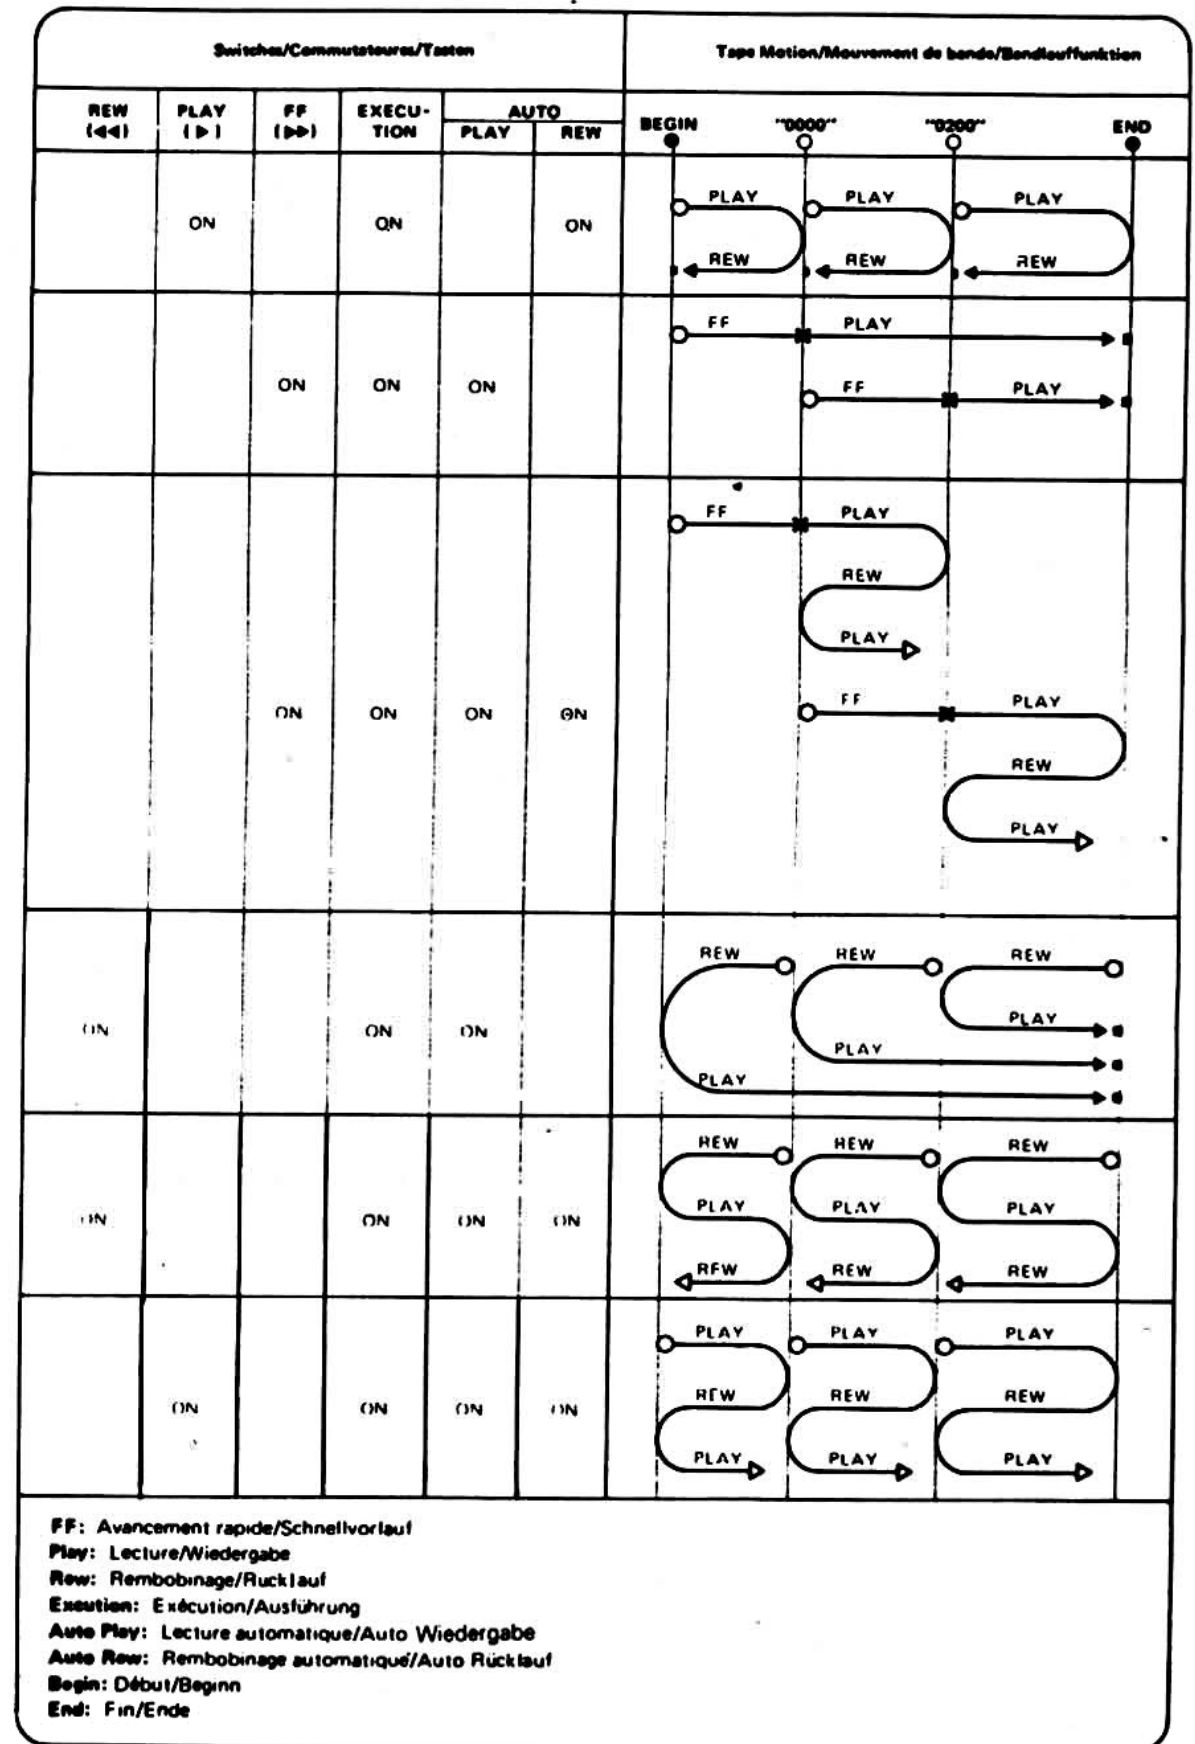 Switches/Commutateures/Tasten
Tape Motion/Mouvement de bande/Bandlauffunktion
REW PLAY FF EXECU- AUTO
(◁◁) (▷) (▷▷) TION PLAY REW
BEGIN "0000" "0200" END
ON ON ON
PLAY PLAY PLAY
REW REW REW
ON ON ON
FF PLAY
FF PLAY
ON ON ON ON
FF PLAY
REW
PLAY
FF PLAY
REW
PLAY
ON ON ON
REW REW REW
PLAY
PLAY
PLAY
ON ON ON ON
REW REW REW
PLAY PLAY PLAY
REW REW REW
ON ON ON ON
PLAY PLAY PLAY
REW REW REW
PLAY PLAY PLAY
FF: Avancement rapide/Schnellvorlauf
Play: Lecture/Wiedergabe
Rew: Rembobinage/Rucklauf
Exeution: Exécution/Ausführung
Auto Play: Lecture automatique/Auto Wiedergabe
Auto Rew: Rembobinage automatique/Auto Rücklauf
Begin: Début/Beginn
End: Fin/Ende